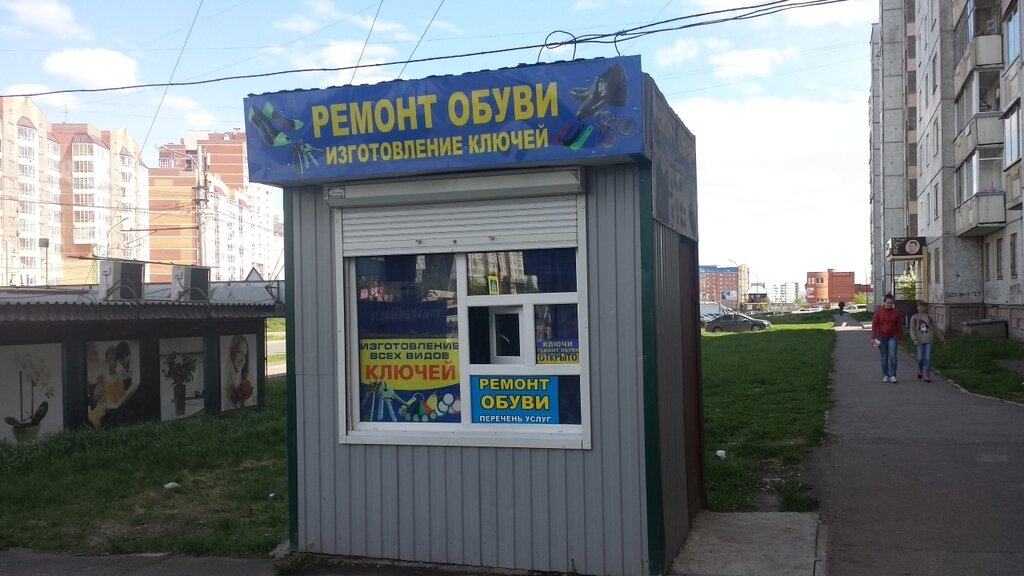 РЕМОНТ ОБУВИ
ИЗГОТОВЛЕНИЕ КЛЮЧЕЙ
ИЗГОТОВЛЕНИЕ
ВСЕХ ВИДОВ
КЛЮЧЕЙ
КЛЮЧИ
РЕМОНТ ОБУВИ
ОТКРЫТО
РЕМОНТ
ОБУВИ
ПЕРЕЧЕНЬ УСЛУГ